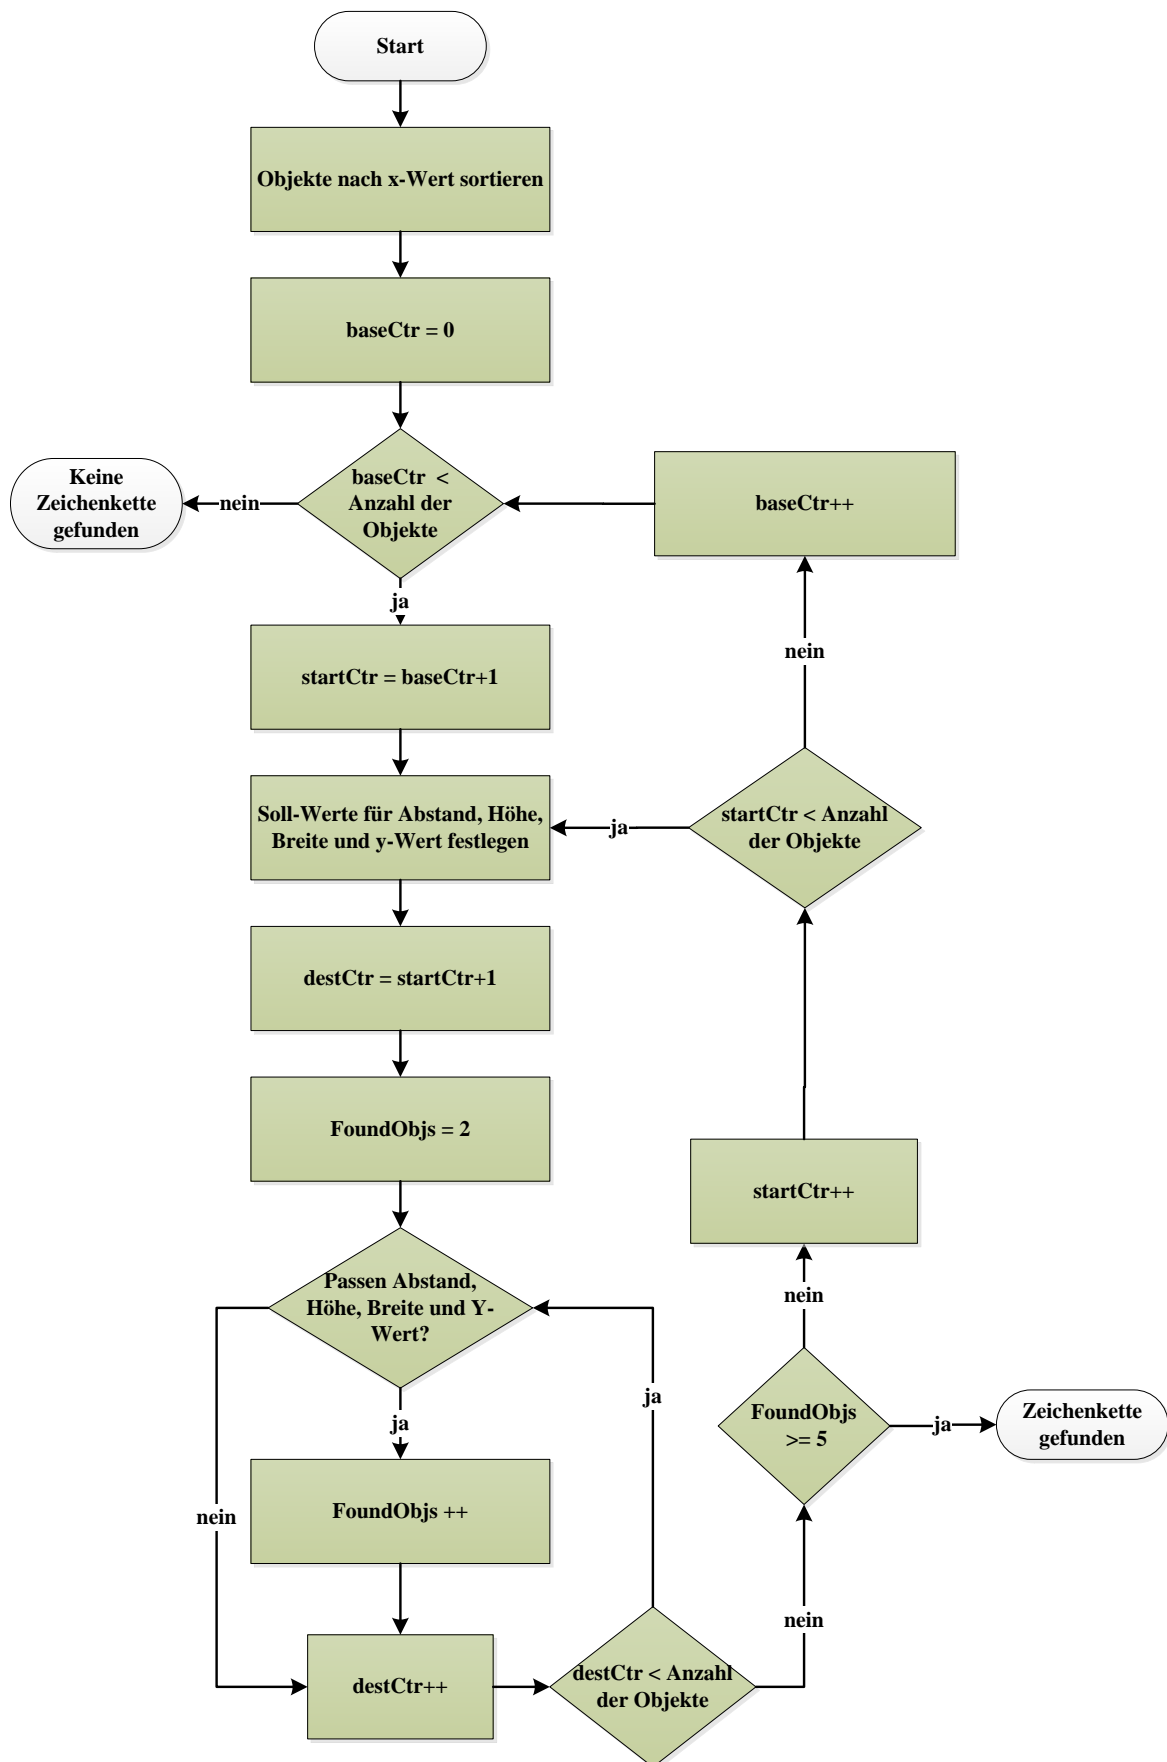 Start
Objekte nach x-Wert sortieren
baseCtr = 0
baseCtr <
Anzahl der
Objekte
nein
Keine
Zeichenkette
gefunden
baseCtr++
ja
startCtr = baseCtr+1
nein
Soll-Werte für Abstand, Höhe,
Breite und y-Wert festlegen
ja
startCtr < Anzahl
der Objekte
destCtr = startCtr+1
FoundObjs = 2
startCtr++
Passen Abstand,
Höhe, Breite und Y-
Wert?
nein
ja
ja
FoundObjs
>= 5
ja
Zeichenkette
gefunden
FoundObjs ++
nein
nein
destCtr++
destCtr < Anzahl
der Objekte